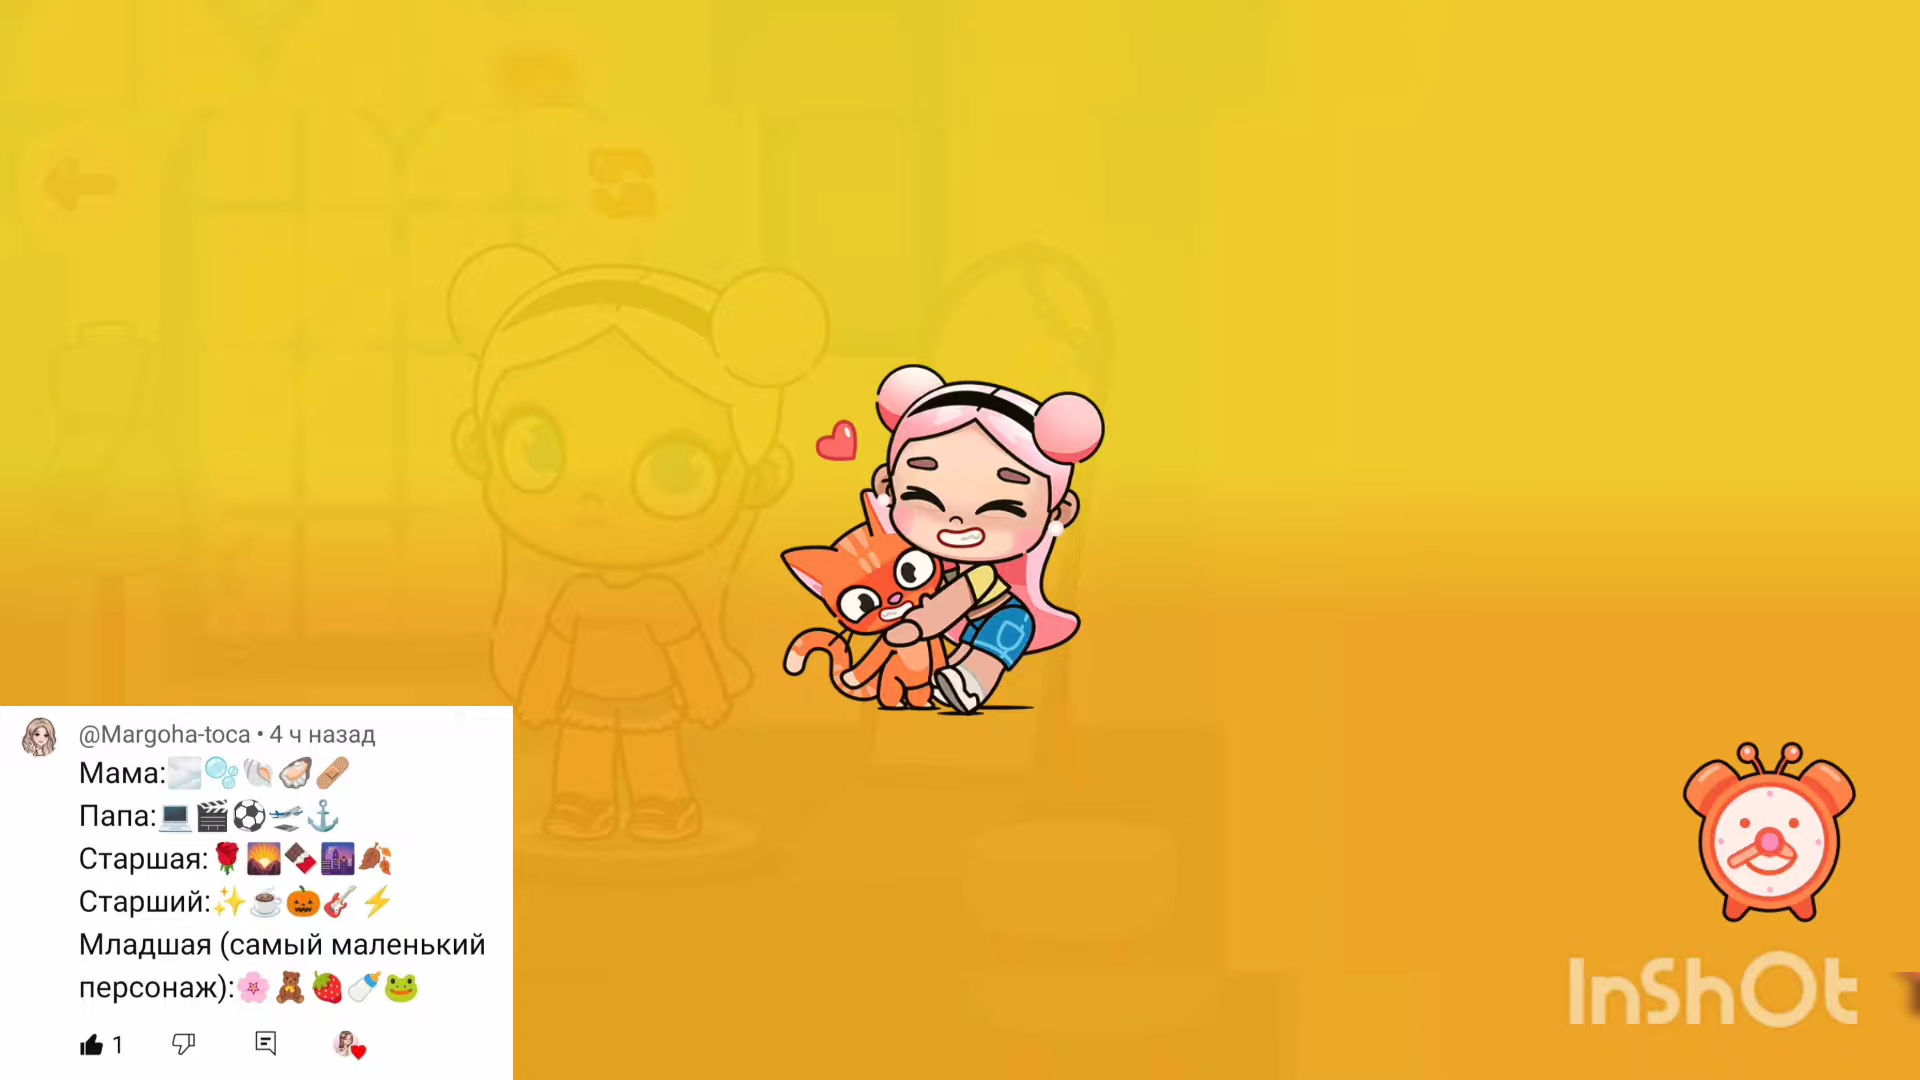 @Margoha-toca • 4 ч назад
Мама:🌫️🫧🐚🦪🩹
Папа:💻🎬⚽🛫⚓
Старшая:🌹🌄🍫🌆🍂
Старший:✨☕🎃🎸⚡
Младшая (самый маленький
персонаж):🌸🧸🍓🍼🐸
1
InShOt